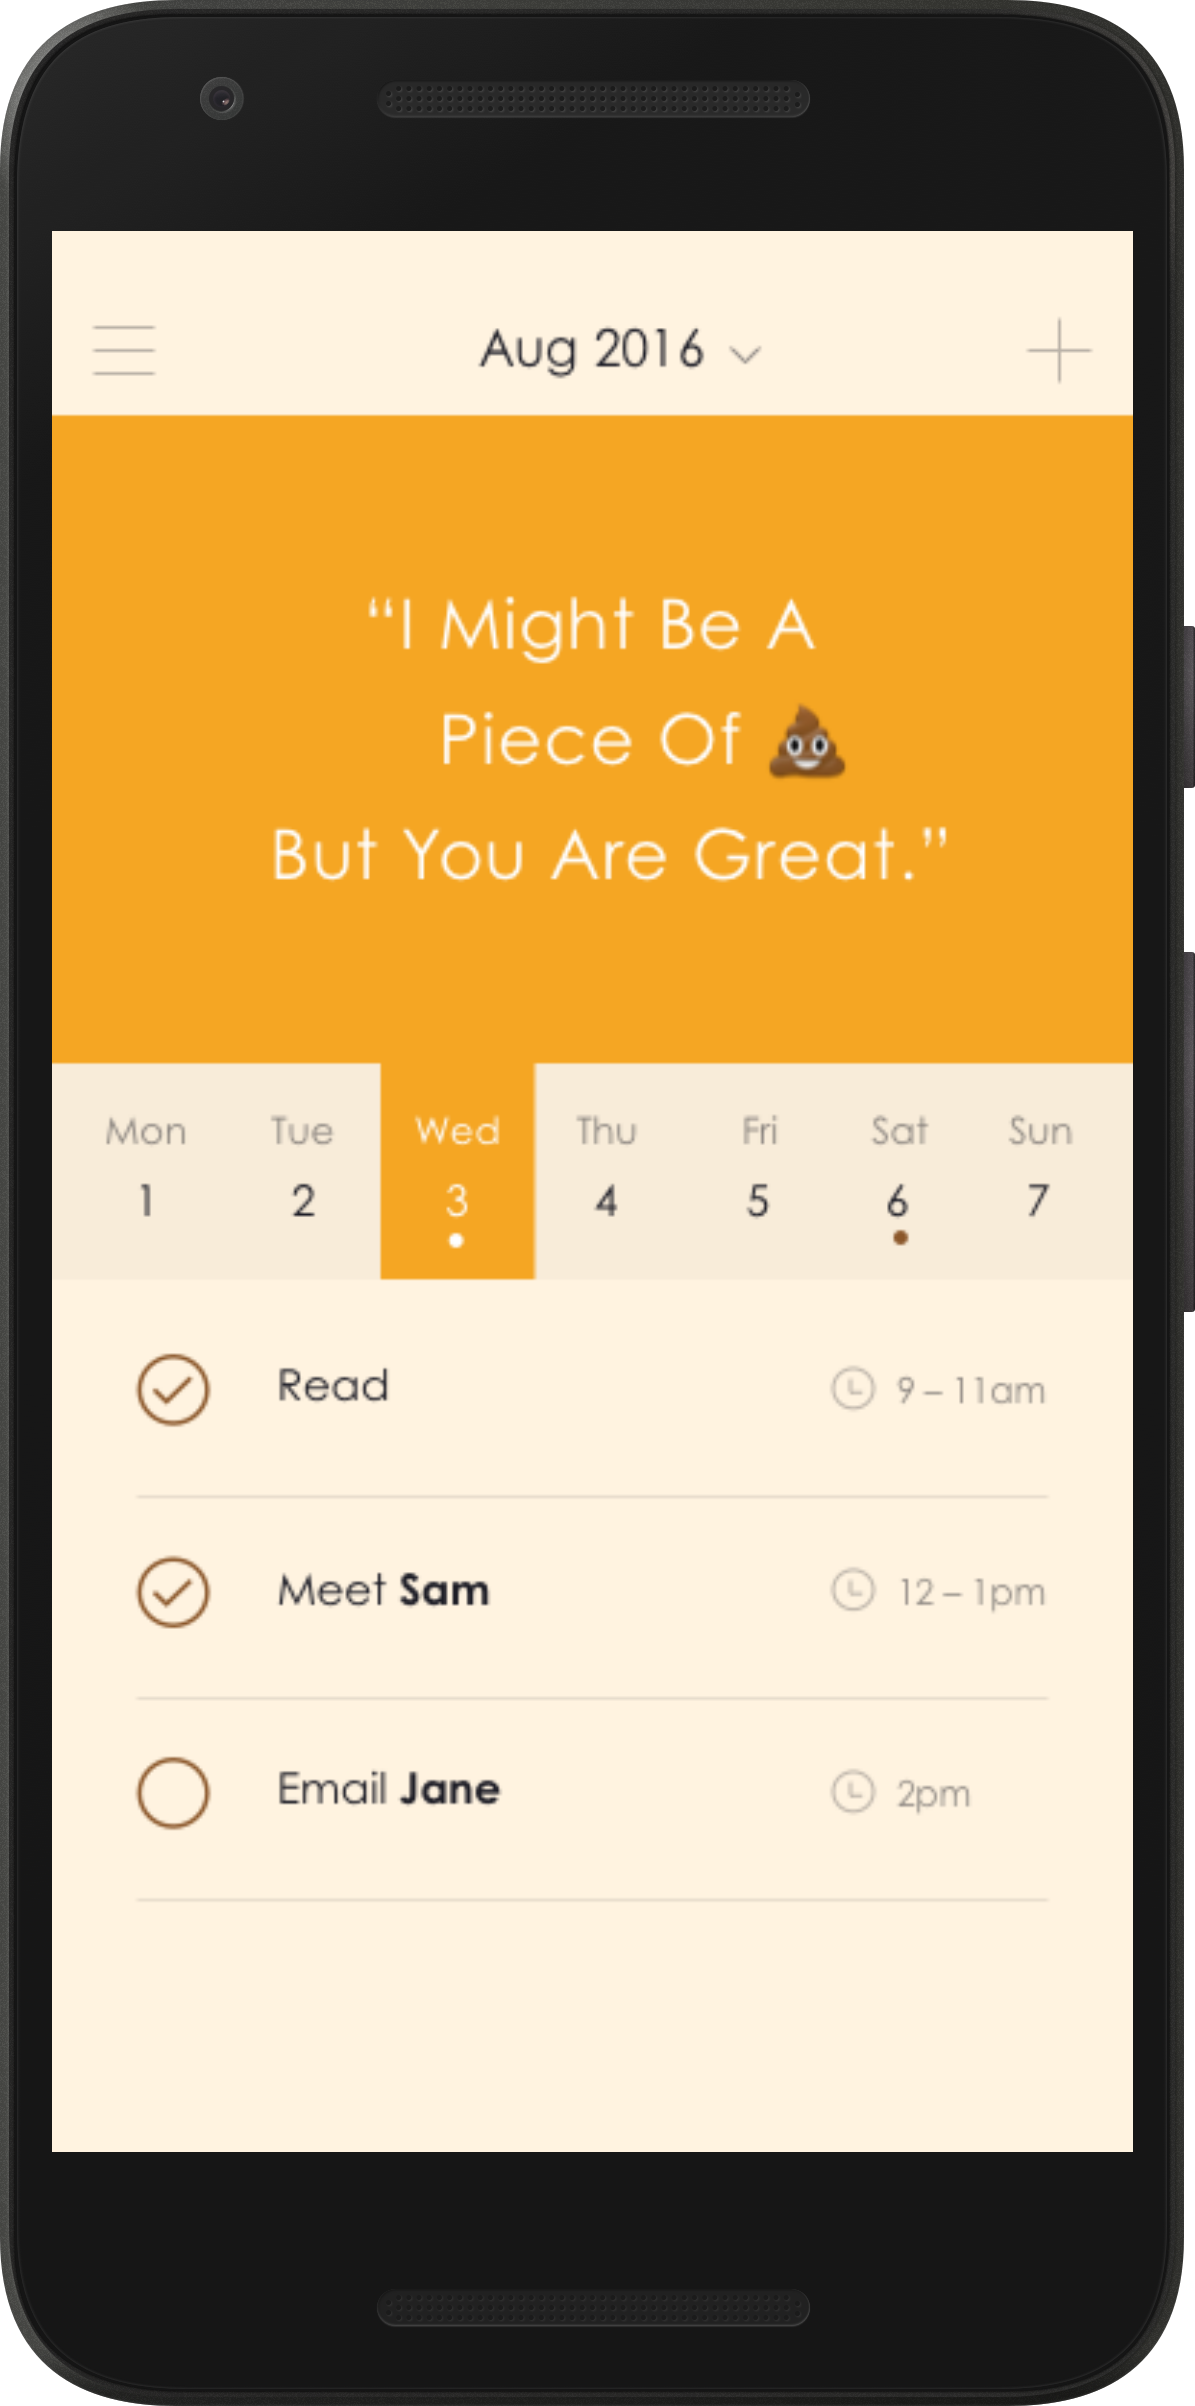 Aug 2016
“I Might Be A
Piece Of 💩
But You Are Great.”
Mon Tue Wed Thu Fri Sat Sun
1 2 3 4 5 6 7
Read 9 – 11am
Meet Sam 12 – 1pm
Email Jane 2pm